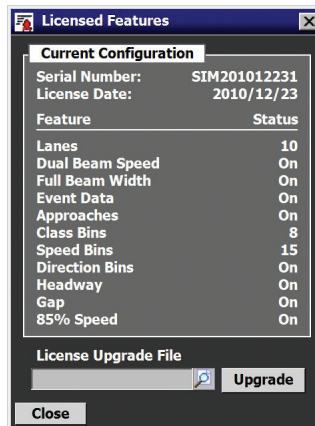 Licensed Features
Current Configuration
Serial Number: SIM201012231
License Date: 2010/12/23
Feature Status
Lanes 10
Dual Beam Speed On
Full Beam Width On
Event Data On
Approaches On
Class Bins 8
Speed Bins 15
Direction Bins On
Headway On
Gap On
85% Speed On
License Upgrade File
Upgrade
Close